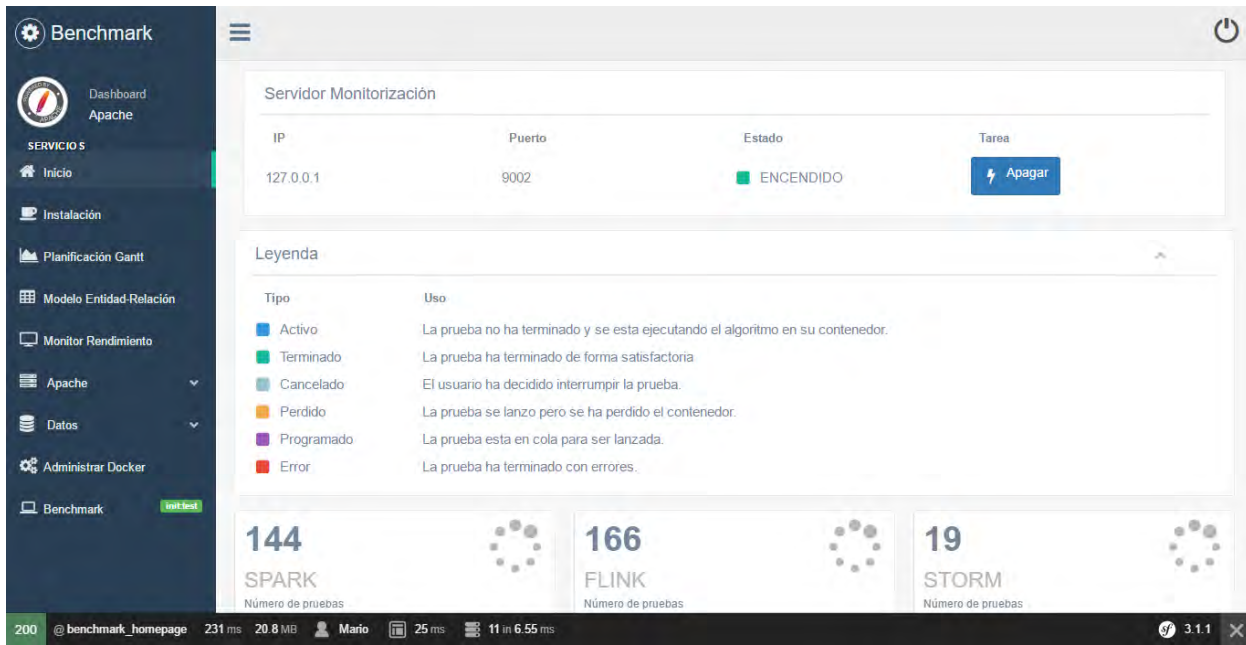 Benchmark
Dashboard
Apache
SERVICIOS
Inicio
Instalación
Planificación Gantt
Modelo Entidad-Relación
Monitor Rendimiento
Apache
Datos
Administrar Docker
Benchmark init:test
Servidor Monitorización
IP Puerto Estado Tarea
127.0.0.1 9002 ENCENDIDO Apagar
Leyenda
Tipo Uso
Activo La prueba no ha terminado y se esta ejecutando el algoritmo en su contenedor.
Terminado La prueba ha terminado de forma satisfactoria
Cancelado El usuario ha decidido interrumpir la prueba.
Perdido La prueba se lanzo pero se ha perdido el contenedor.
Programado La prueba esta en cola para ser lanzada.
Error La prueba ha terminado con errores.
144
SPARK
Número de pruebas
166
FLINK
Número de pruebas
19
STORM
Número de pruebas
200 @ benchmark_homepage 231 ms 20.8 MB Mario 25 ms 11 in 6.55 ms sf 3.1.1